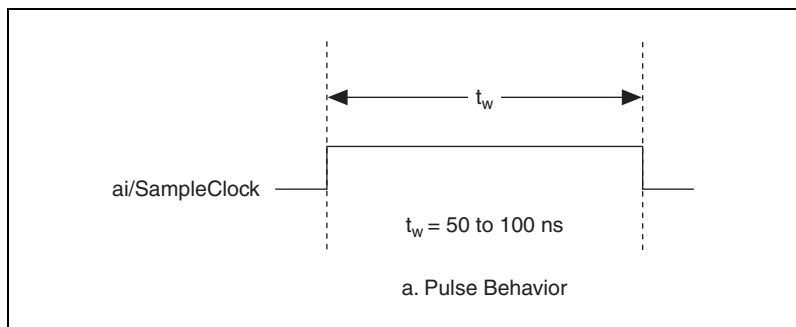 t_w
ai/SampleClock
t_w = 50 to 100 ns
a. Pulse Behavior